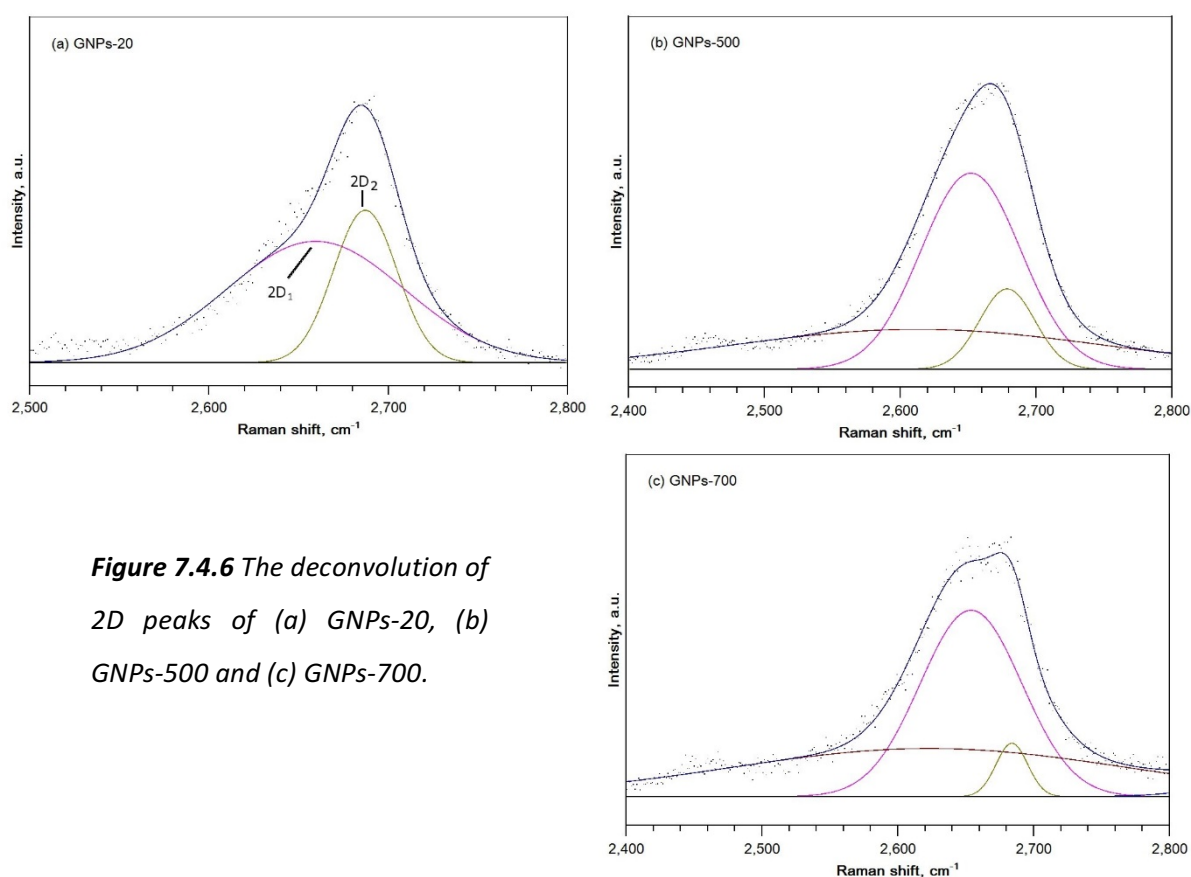 (a) GNPs-20
2D₂
2D₁
Intensity, a.u.
2,500 2,600 2,700 2,800
Raman shift, cm⁻¹
(b) GNPs-500
Intensity, a.u.
2,400 2,500 2,600 2,700 2,800
Raman shift, cm⁻¹
(c) GNPs-700
Intensity, a.u.
2,400 2,500 2,600 2,700 2,800
Raman shift, cm⁻¹
Figure 7.4.6 The deconvolution of
2D peaks of (a) GNPs-20, (b)
GNPs-500 and (c) GNPs-700.